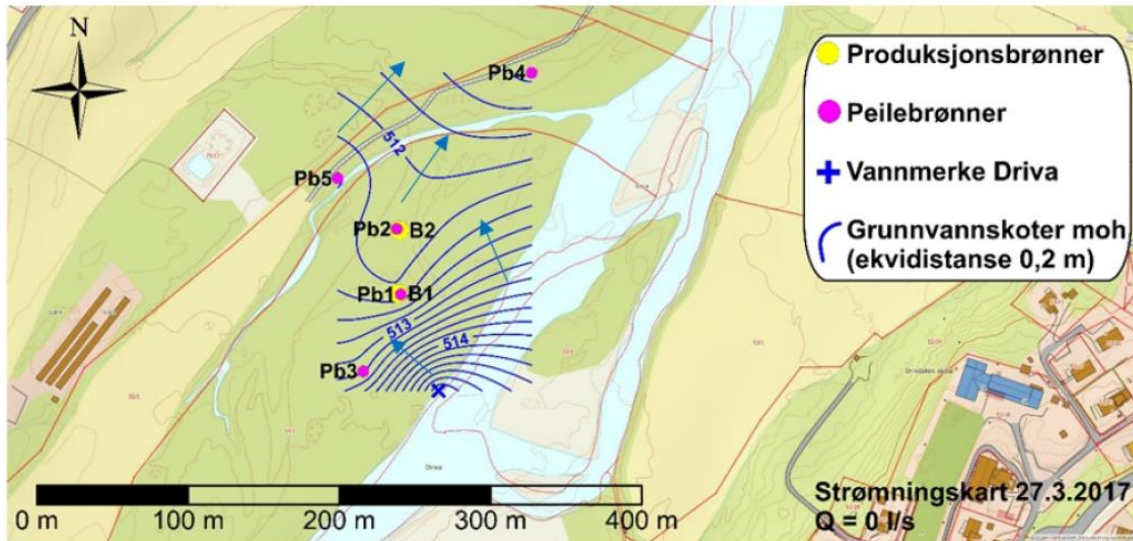 N
Pb4
512
Pb5
Pb2 B2
Pb1 B1
513
514
Pb3
Driva
0 m 100 m 200 m 300 m 400 m
Produksjonsbrønner
Peilebrønner
Vannmerke Driva
Grunnvannskoter moh
(ekvidistanse 0,2 m)
Strømningskart 27.3.2017
Q = 0 l/s